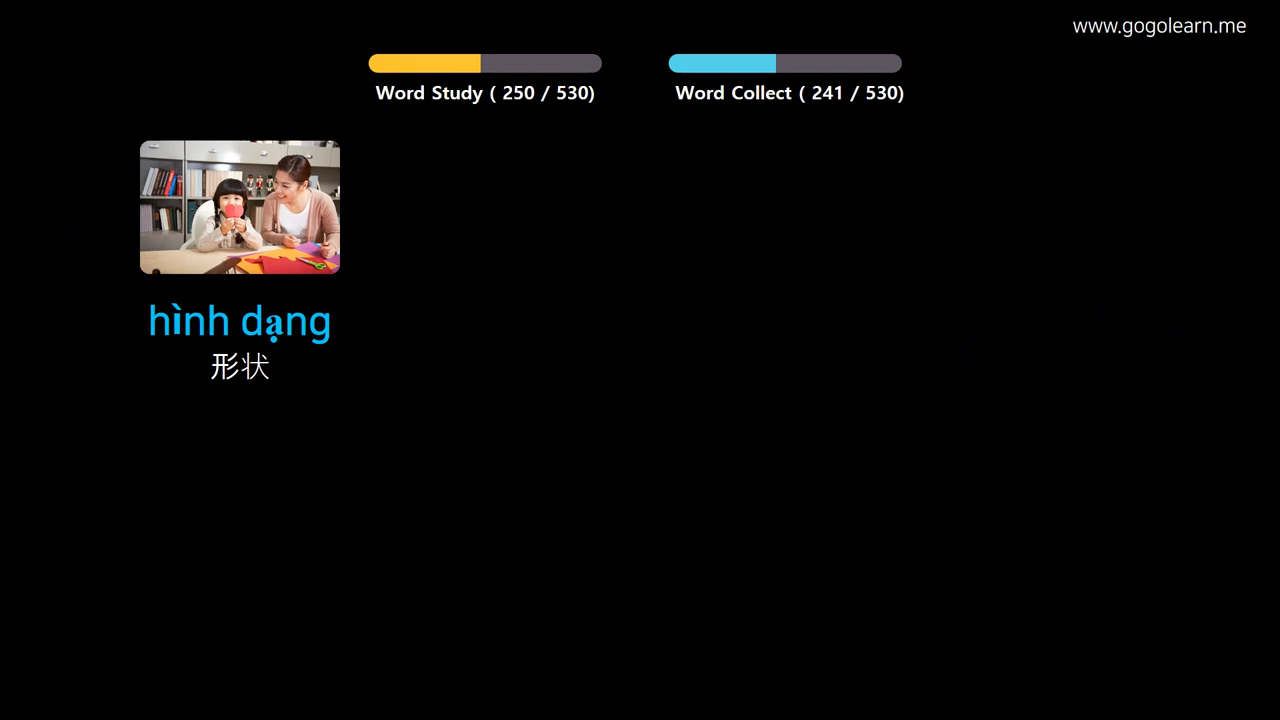 www.gogolearn.me
Word Study ( 250 / 530)
Word Collect ( 241 / 530)
hình dạng
形状